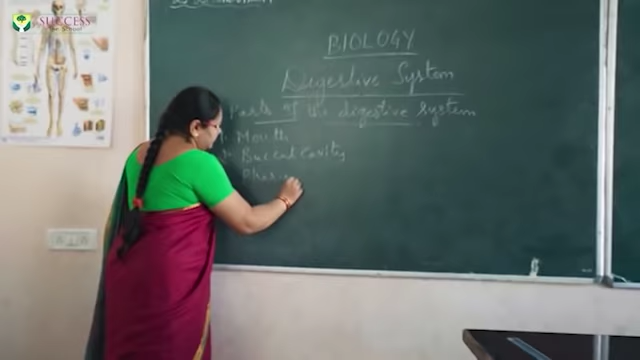 SUCCESS
BIOLOGY
Digestive System
Parts of the digestive system
Mouth
Buccal cavity